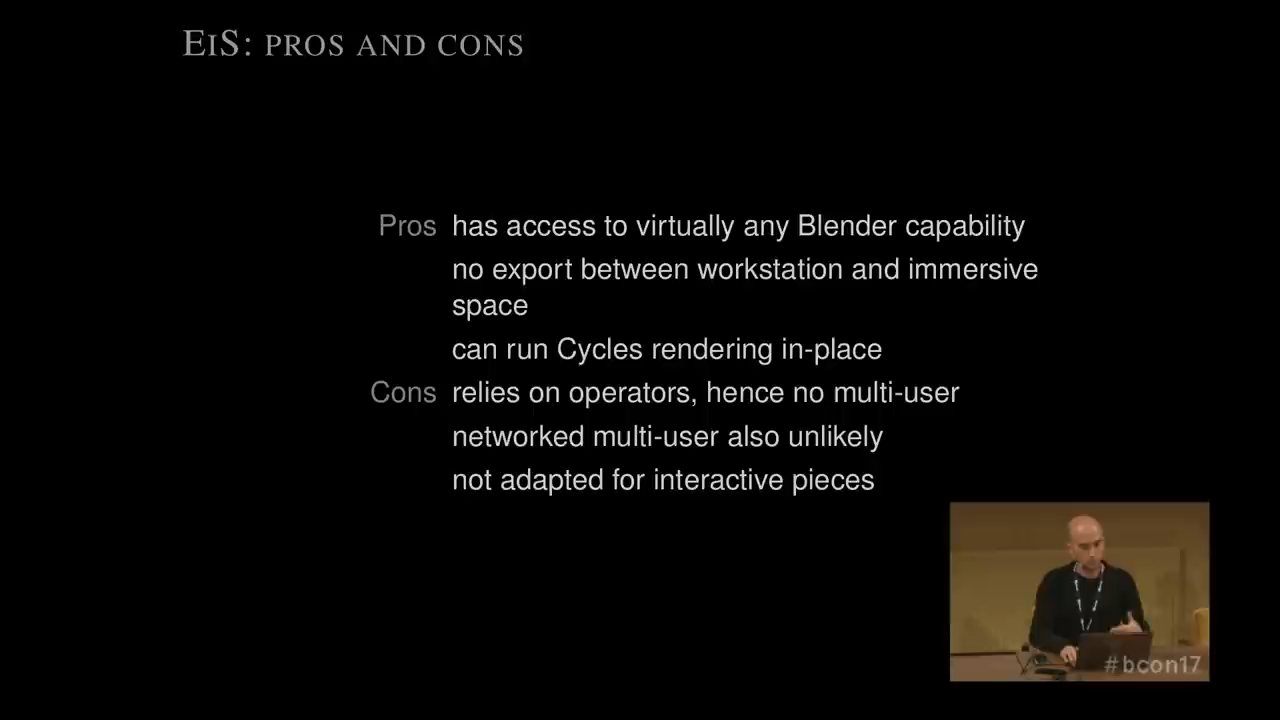 EIS: PROS AND CONS
Pros has access to virtually any Blender capability
no export between workstation and immersive
space
can run Cycles rendering in-place
Cons relies on operators, hence no multi-user
networked multi-user also unlikely
not adapted for interactive pieces
#bcon17